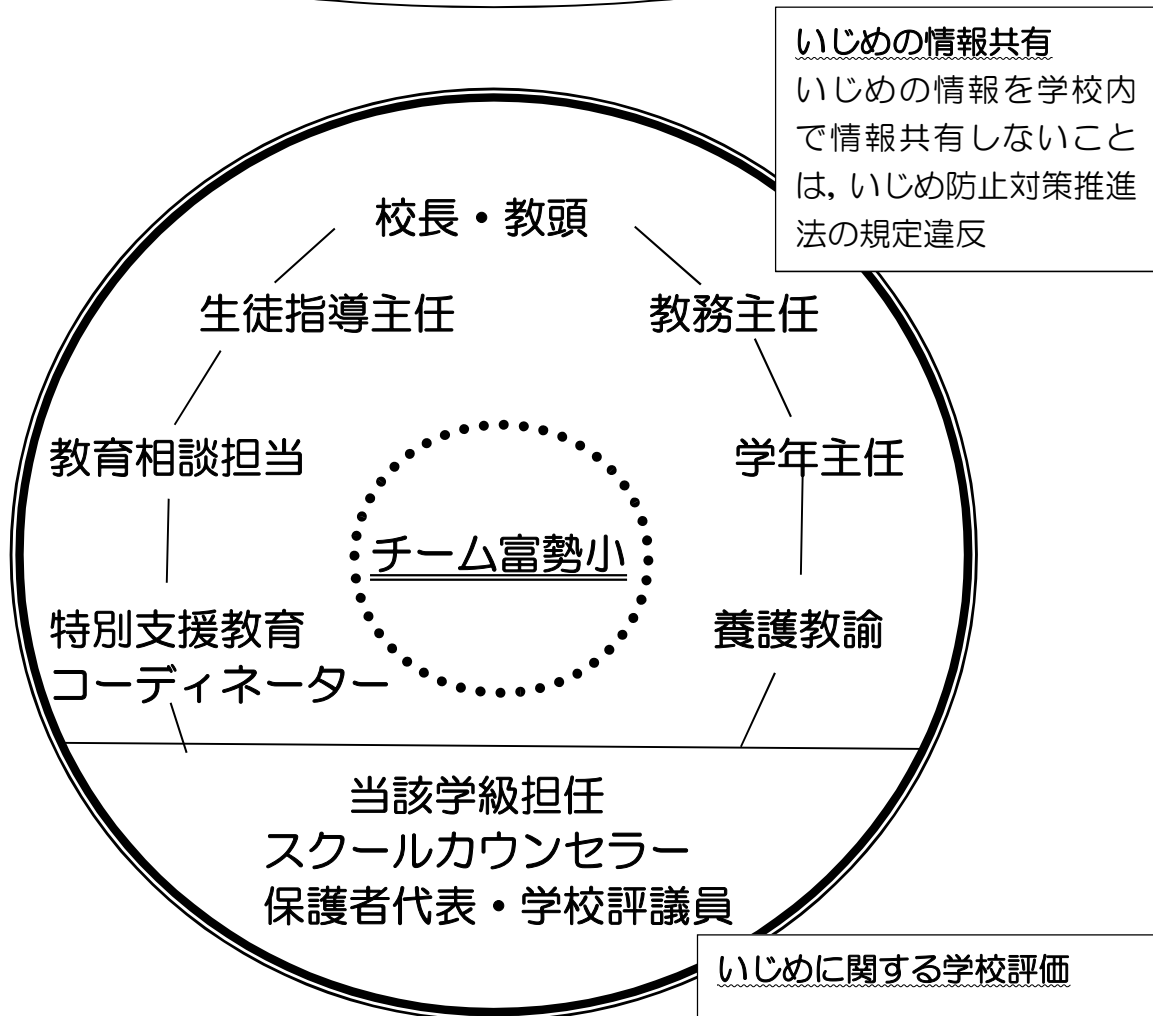 いじめの情報共有
いじめの情報を学校内
で情報共有しないこと
は，いじめ防止対策推進
法の規定違反
校長・教頭
生徒指導主任
教務主任
教育相談担当
学年主任
チーム富勢小
特別支援教育
コーディネーター
養護教諭
当該学級担任
スクールカウンセラー
保護者代表・学校評議員
いじめに関する学校評価